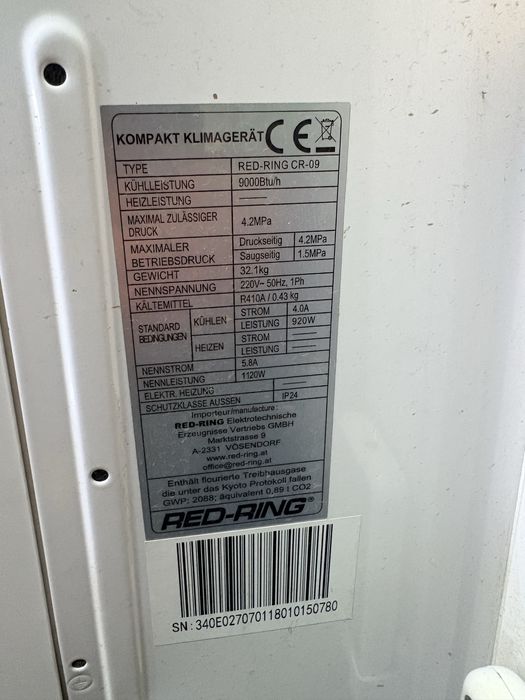 KOMPAKT KLIMAGERÄT CE
TYPE RED-RING CR-09
KÜHLLEISTUNG 9000Btu/h
HEIZLEISTUNG ——
MAXIMAL ZULÄSSIGER DRUCK 4.2MPa
MAXIMALER BETRIEBSDRUCK Druckseitig 4.2MPa
Saugseitig 1.5MPa
GEWICHT 32.1kg
NENNSPANNUNG 220V~ 50Hz, 1Ph
KÄLTEMITTEL R410A / 0.43 kg
STANDARD BEDINGUNGEN KÜHLEN STROM 4.0A
LEISTUNG 920W
HEIZEN STROM ——
LEISTUNG ——
NENNSTROM 5.8A
NENNLEISTUNG 1120W
ELEKTR. HEIZUNG ——
SCHUTZKLASSE AUSSEN IP24
Importeur/manufacture:
RED-RING Elektrotechnische
Erzeugnisse Vertriebs GMBH
Marktstrasse 9
A-2331 VÖSENDORF
www.red-ring.at
office@red-ring.at
Enthält flourierte Treibhausgase
die unter das Kyoto Protokoll fallen
GWP: 2088; äquivalent 0,89 l CO2
RED-RING®
SN: 340E027070118010150780